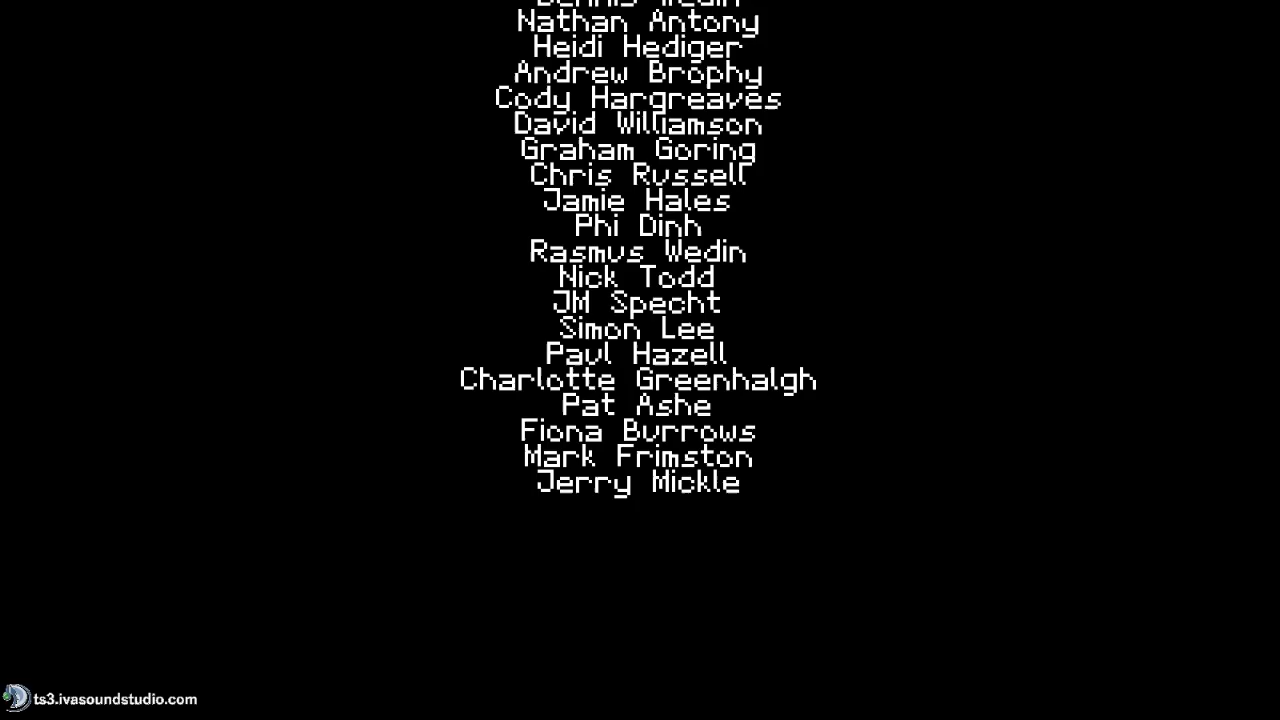 Dennis Wedin
Nathan Antony
Heidi Hediger
Andrew Brophy
Cody Hargreaves
David Williamson
Graham Goring
Chris Russell
Jamie Hales
Phi Dinh
Rasmus Wedin
Nick Todd
JM Specht
Simon Lee
Paul Hazell
Charlotte Greenhalgh
Pat Ashe
Fiona Burrows
Mark Frimston
Jerry Mickle
ts3.ivasoundstudio.com